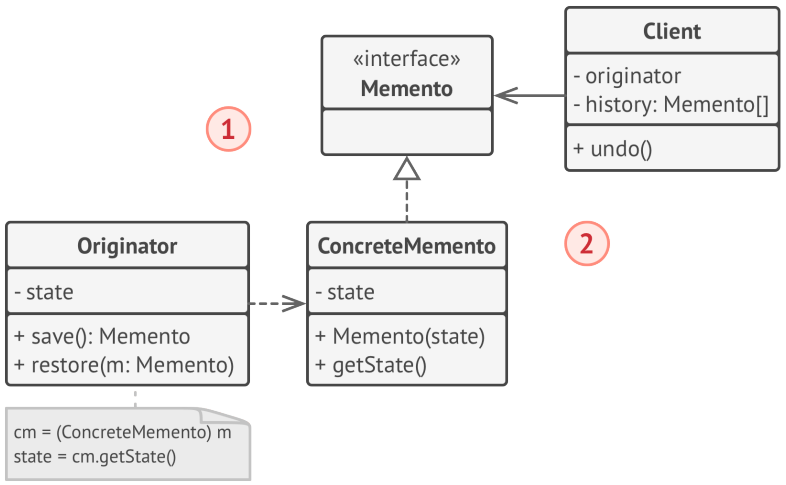 «interface»
Memento
Client
- originator
- history: Memento[]
+ undo()
1
2
Originator
- state
+ save(): Memento
+ restore(m: Memento)
ConcreteMemento
- state
+ Memento(state)
+ getState()
cm = (ConcreteMemento) m
state = cm.getState()